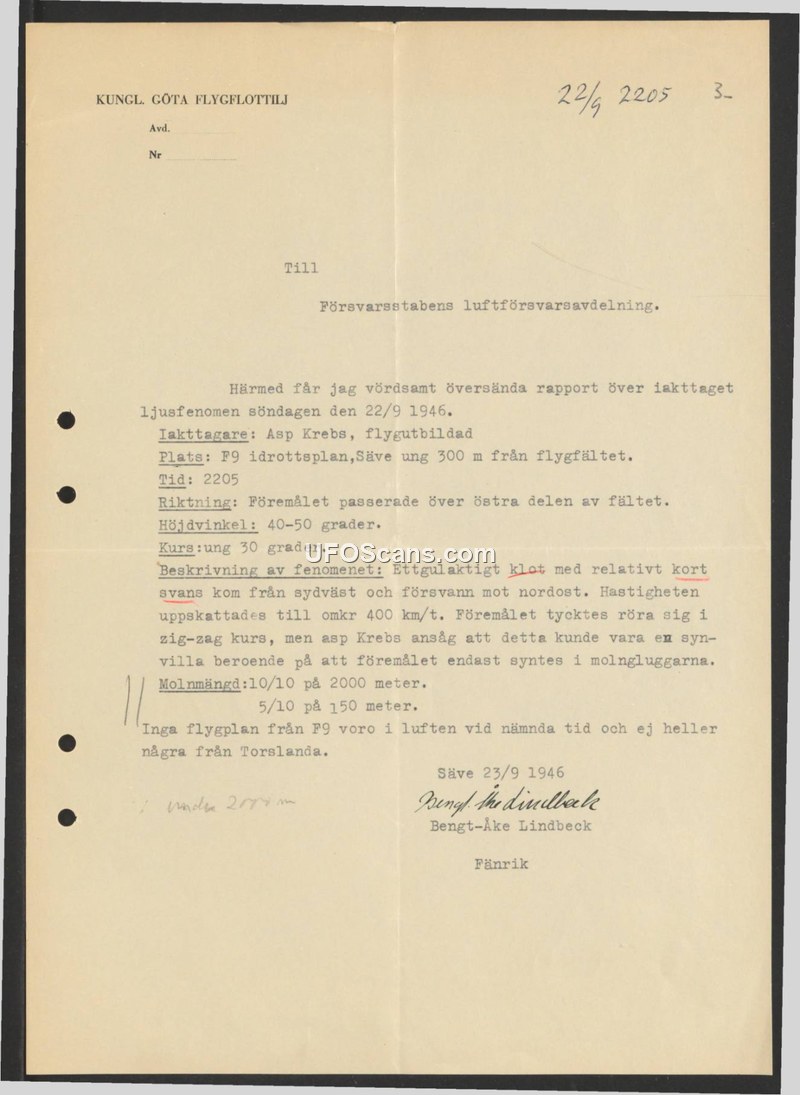 KUNGL. GÖTA FLYGFLOTTILJ
22/9 2205 3-
Avd.
Nr
Till
Försvarsstabens luftförsvarsavdelning.
Härmed får jag vördsamt översända rapport över iakttaget
ljusfenomen söndagen den 22/9 1946.
Iakttagare: Asp Krebs, flygutbildad
Plats: F9 idrottsplan,Säve ung 300 m från flygfältet.
Tid: 2205
Riktning: Föremålet passerade över östra delen av fältet.
Höjdvinkel: 40-50 grader.
Kurs:ung 30 grader.
UFOScans.com
Beskrivning av fenomenet: Ettgulaktigt klot med relativt kort
svans kom från sydväst och försvann mot nordost. Hastigheten
uppskattades till omkr 400 km/t. Föremålet tycktes röra sig i
zig-zag kurs, men asp Krebs ansåg att detta kunde vara en syn-
villa beroende på att föremålet endast syntes i molngluggarna.
Molnmängd:10/10 på 2000 meter.
5/10 på 150 meter.
Inga flygplan från F9 voro i luften vid nämnda tid och ej heller
några från Torslanda.
Säve 23/9 1946
i under 2000 m
Bengt Åke Lindbeck
Bengt-Åke Lindbeck
Fänrik